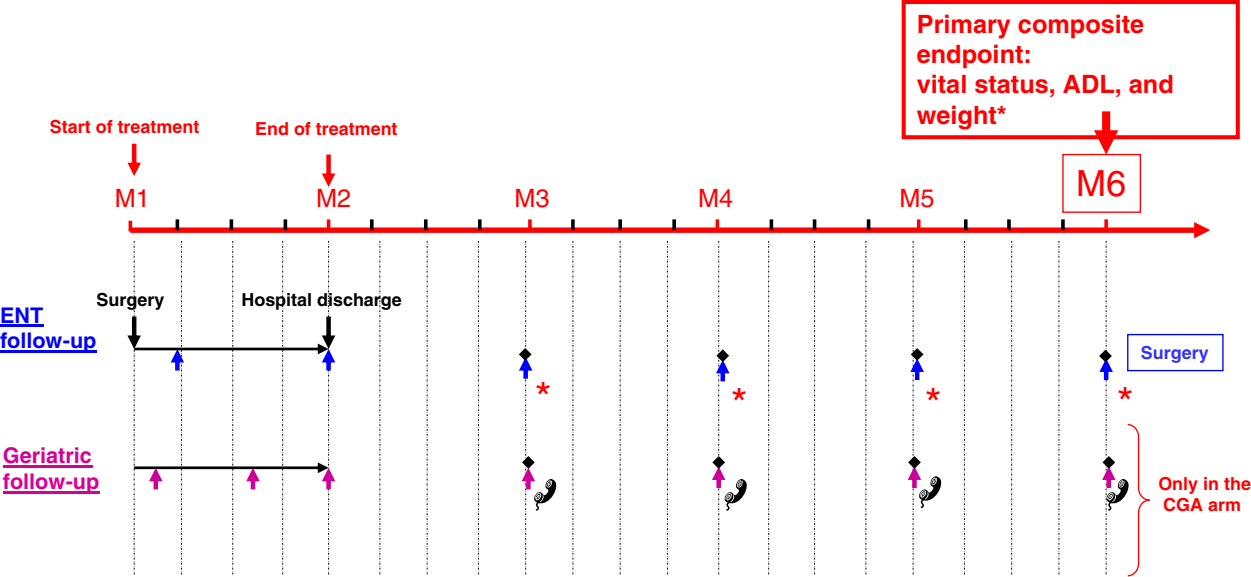 Primary composite
endpoint:
vital status, ADL, and
weight*
Start of treatment
End of treatment
M1
M2
M3
M4
M5
M6
Surgery
Hospital discharge
ENT
follow-up
Surgery
*
*
*
*
Geriatric
follow-up
Only in the
CGA arm